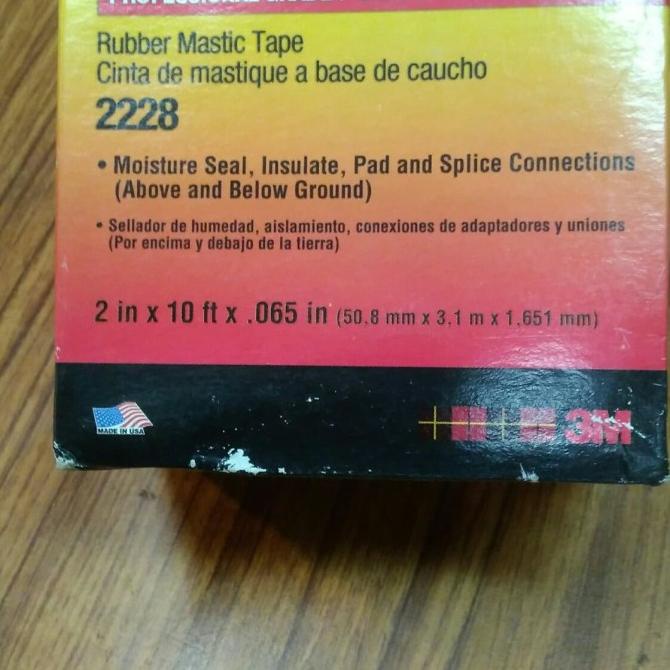 Rubber Mastic Tape
Cinta de mastique a base de caucho
2228
• Moisture Seal, Insulate, Pad and Splice Connections
(Above and Below Ground)
• Sellador de humedad, aislamiento, conexiones de adaptadores y uniones
(Por encima y debajo de la tierra)
2 in x 10 ft x .065 in (50,8 mm x 3,1 m x 1,651 mm)
MADE IN USA
3M